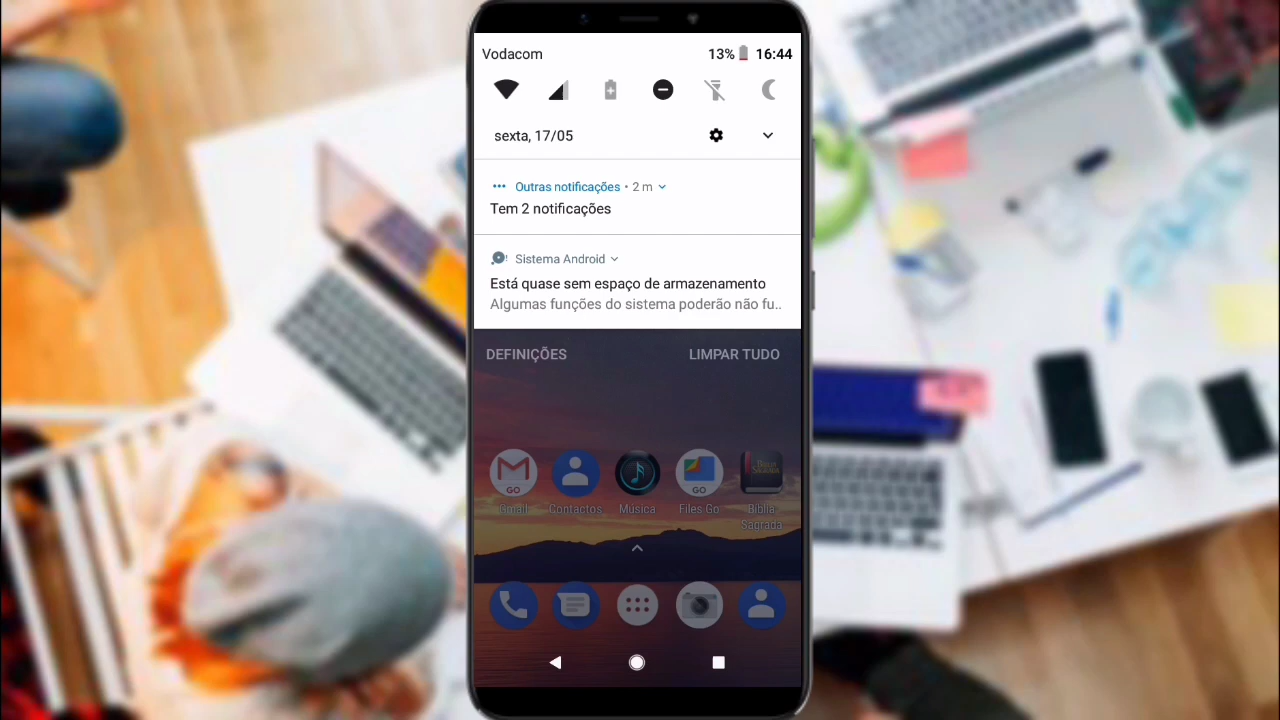 Vodacom 13% 16:44
sexta, 17/05
Outras notificações • 2 m
Tem 2 notificações
Sistema Android
Está quase sem espaço de armazenamento
Algumas funções do sistema poderão não fu..
DEFINIÇÕES LIMPAR TUDO
GO GO
Gmail Contactos Música Files Go Bíblia
Sagrada